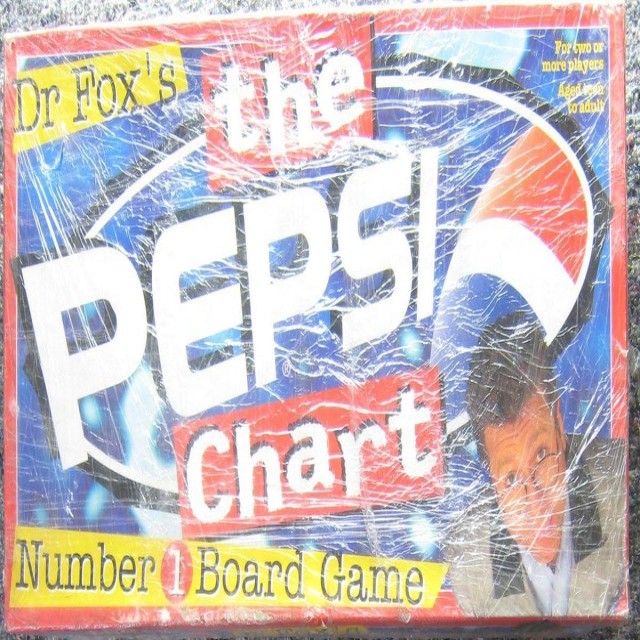 Dr Fox's
the
PEPSI
Chart
Number 1 Board Game
For two or
more players
Aged
to adult